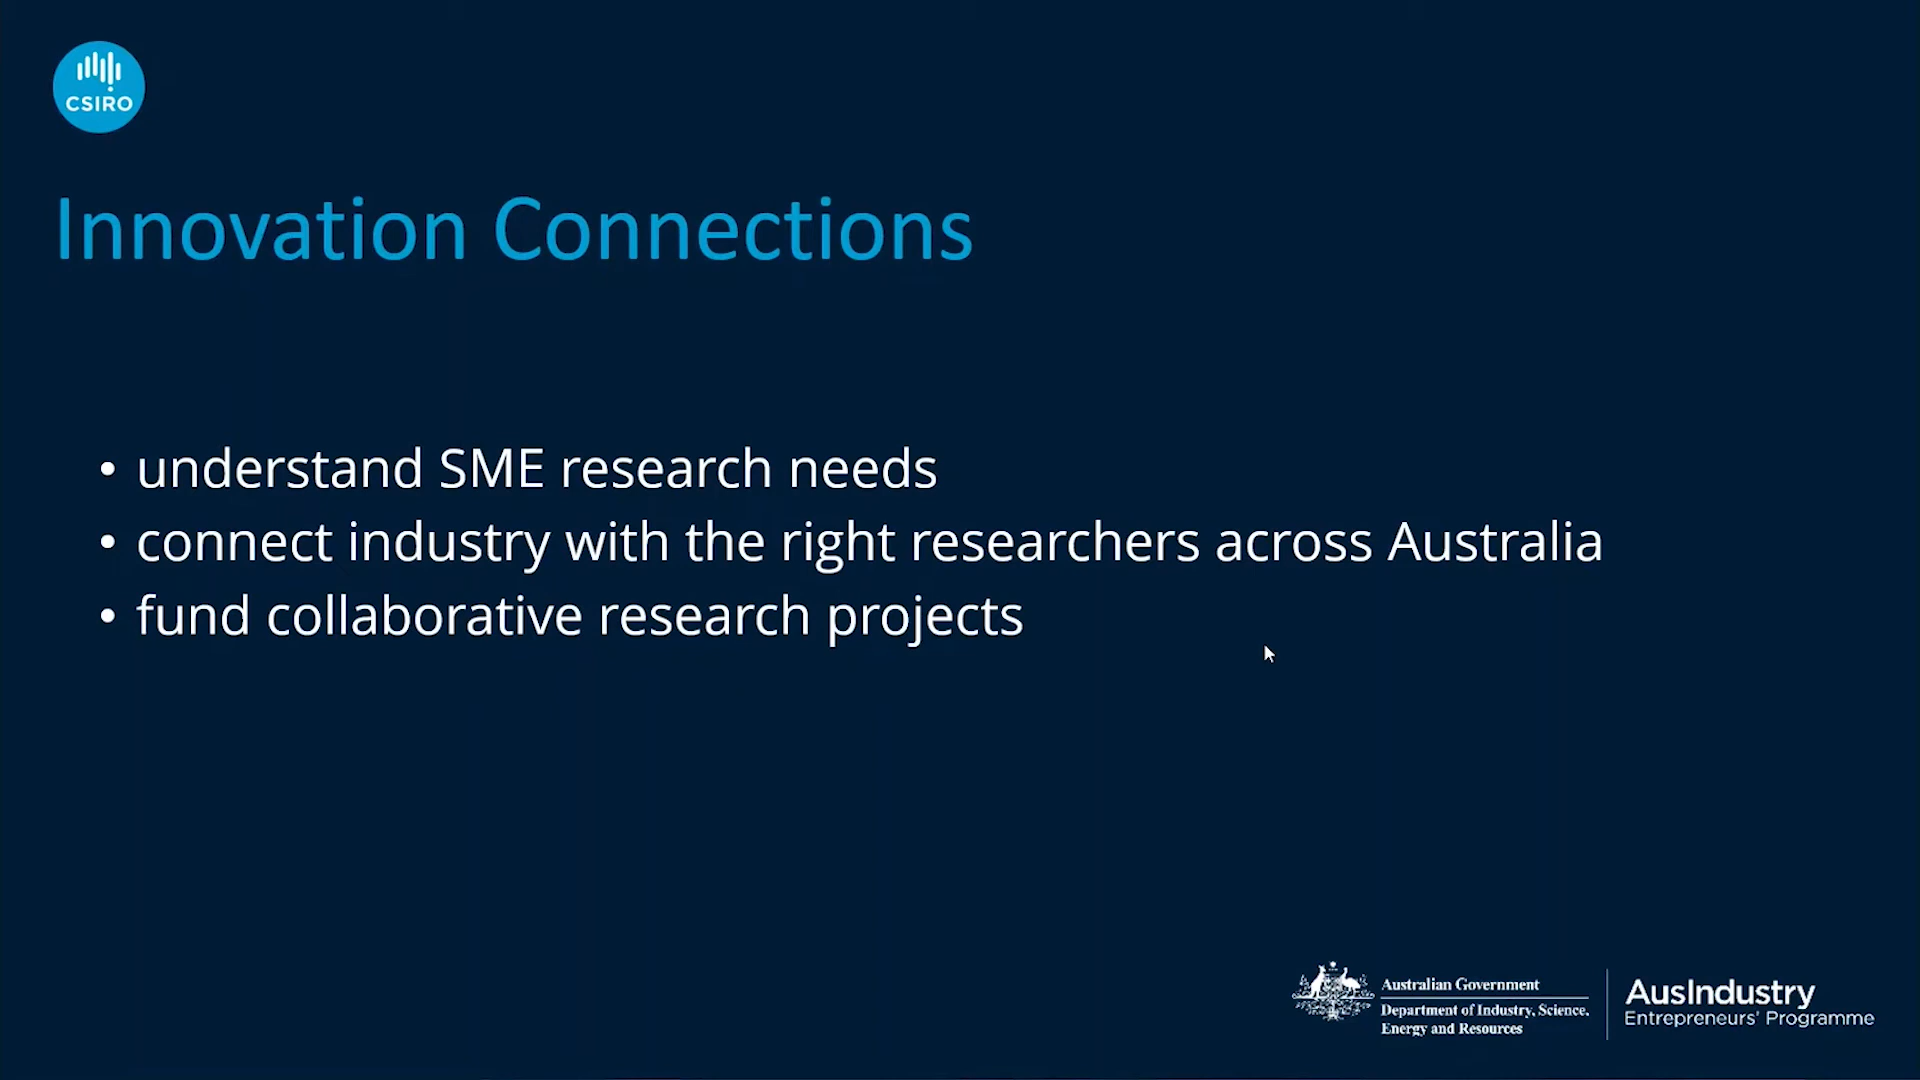 CSIRO
Innovation Connections
• understand SME research needs
• connect industry with the right researchers across Australia
• fund collaborative research projects
Australian Government
Department of Industry, Science,
Energy and Resources
AusIndustry
Entrepreneurs' Programme